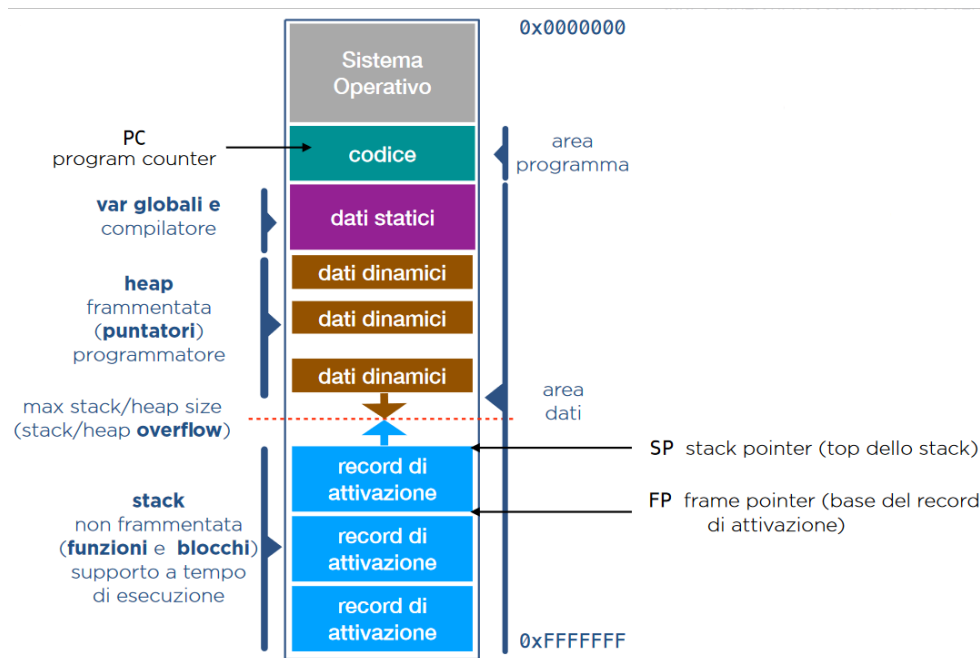 0x0000000
Sistema
Operativo
PC
program counter
codice
area
programma
var globali e
compilatore
dati statici
heap
frammentata
(puntatori)
programmatore
dati dinamici
dati dinamici
dati dinamici
max stack/heap size
(stack/heap overflow)
area
dati
SP stack pointer (top dello stack)
FP frame pointer (base del record
di attivazione)
stack
non frammentata
(funzioni e blocchi)
supporto a tempo
di esecuzione
record di
attivazione
record di
attivazione
record di
attivazione
0xFFFFFFF